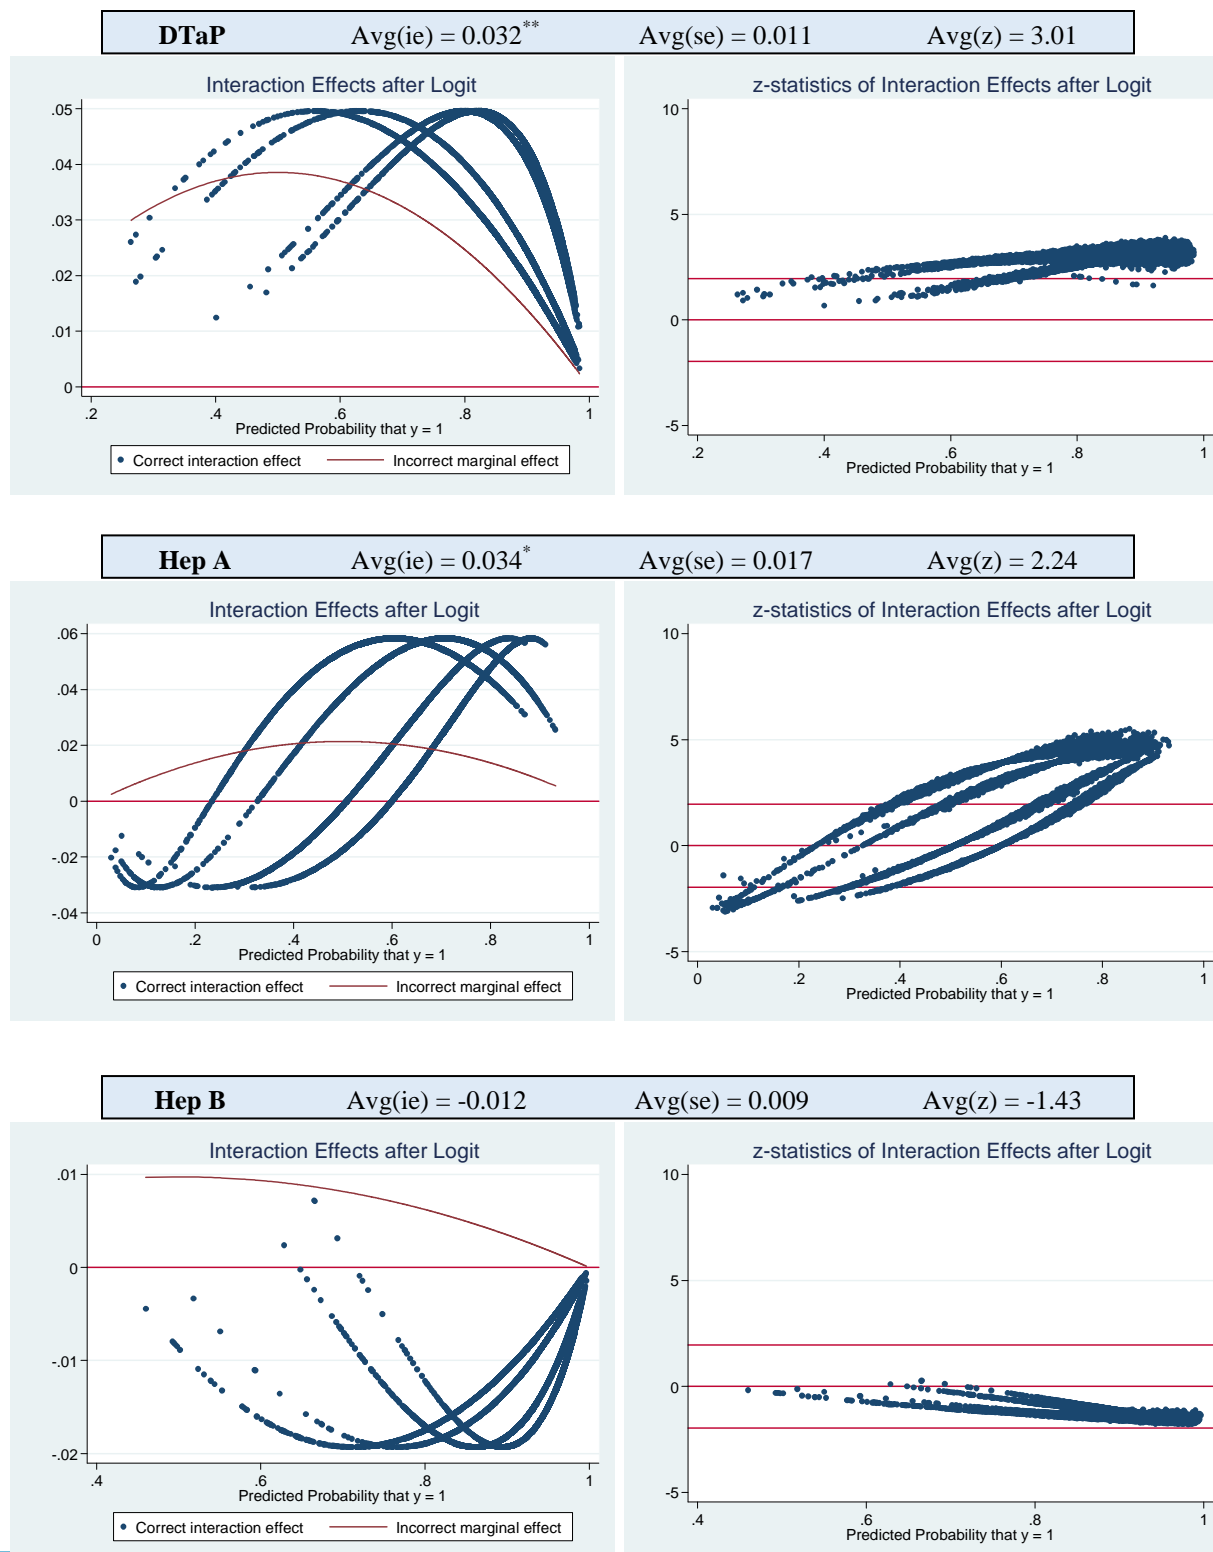 DTaP Avg(ie) = 0.032** Avg(se) = 0.011 Avg(z) = 3.01
Interaction Effects after Logit
.05
.04
.03
.02
.01
0
.2 .4 .6 .8 1
Predicted Probability that y = 1
Correct interaction effect Incorrect marginal effect
z-statistics of Interaction Effects after Logit
10
5
0
-5
.2 .4 .6 .8 1
Predicted Probability that y = 1
Hep A Avg(ie) = 0.034* Avg(se) = 0.017 Avg(z) = 2.24
Interaction Effects after Logit
.06
.04
.02
0
-.02
-.04
0 .2 .4 .6 .8 1
Predicted Probability that y = 1
Correct interaction effect Incorrect marginal effect
z-statistics of Interaction Effects after Logit
10
5
0
-5
0 .2 .4 .6 .8 1
Predicted Probability that y = 1
Hep B Avg(ie) = -0.012 Avg(se) = 0.009 Avg(z) = -1.43
Interaction Effects after Logit
.01
0
-.01
-.02
.4 .6 .8 1
Predicted Probability that y = 1
Correct interaction effect Incorrect marginal effect
z-statistics of Interaction Effects after Logit
10
5
0
-5
.4 .6 .8 1
Predicted Probability that y = 1